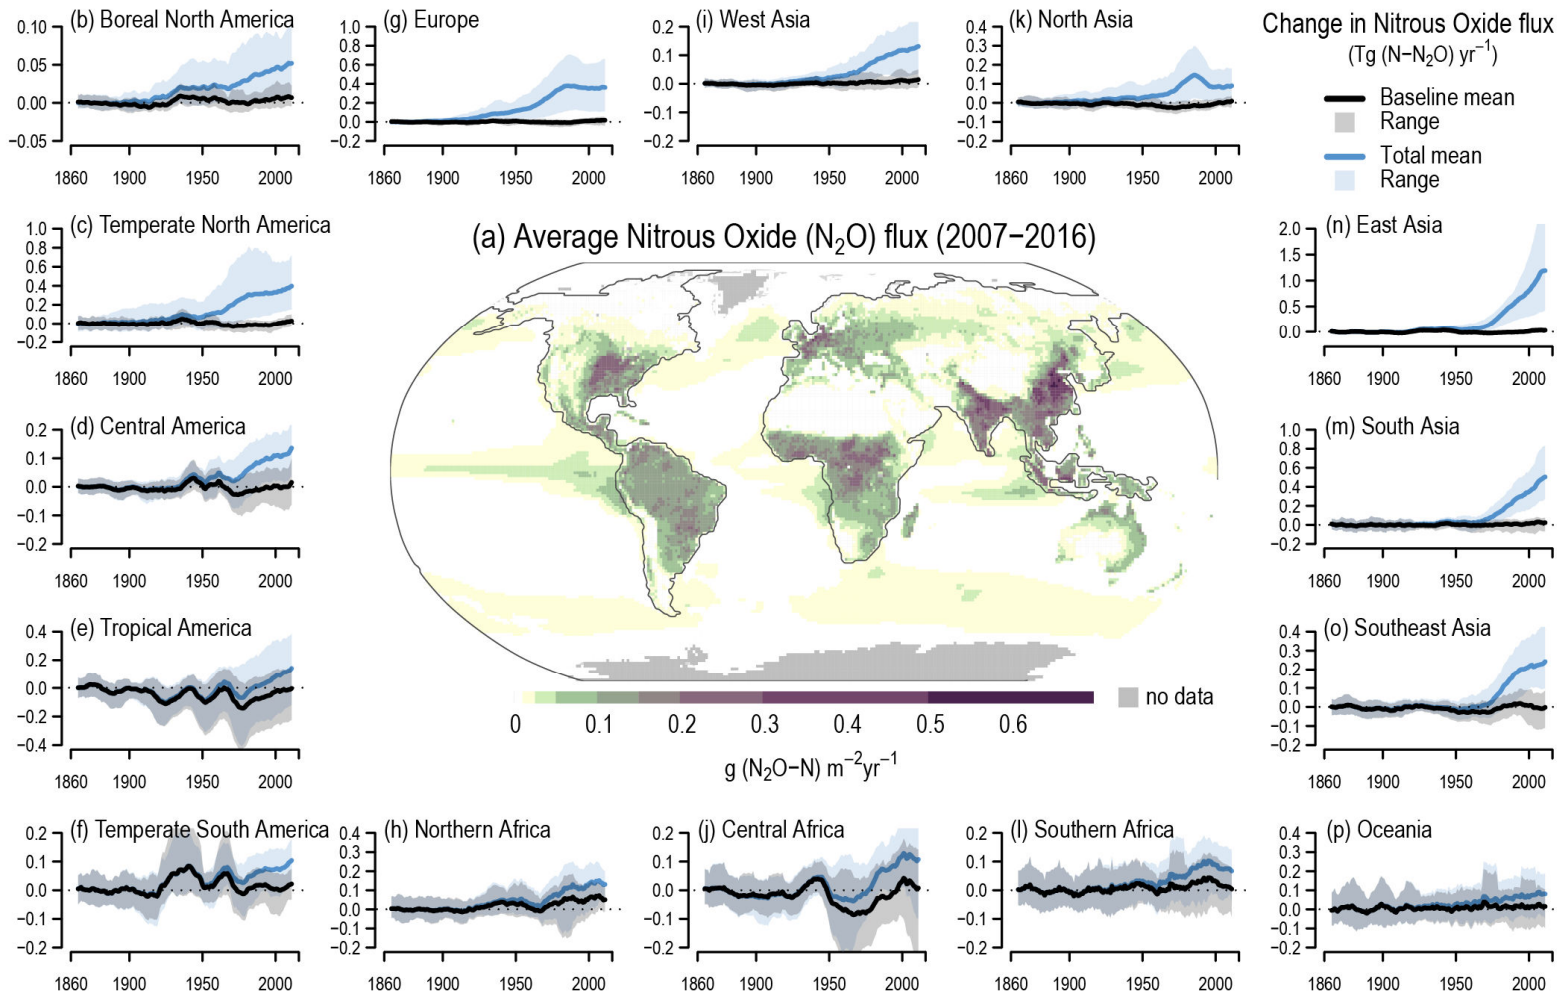 (b) Boreal North America
0.10
0.05
0.00
−0.05
1860 1900 1950 2000
(g) Europe
1.0
0.8
0.6
0.4
0.2
0.0
−0.2
1860 1900 1950 2000
(i) West Asia
0.2
0.1
0.0
−0.1
−0.2
1860 1900 1950 2000
(k) North Asia
0.4
0.3
0.2
0.1
0.0
−0.1
−0.2
1860 1900 1950 2000
Change in Nitrous Oxide flux
(Tg (N−N₂O) yr⁻¹)
Baseline mean
Range
Total mean
Range
(c) Temperate North America
1.0
0.8
0.6
0.4
0.2
0.0
−0.2
1860 1900 1950 2000
(a) Average Nitrous Oxide (N₂O) flux (2007−2016)
(n) East Asia
2.0
1.5
1.0
0.5
0.0
1860 1900 1950 2000
(d) Central America
0.2
0.1
0.0
−0.1
−0.2
1860 1900 1950 2000
(m) South Asia
1.0
0.8
0.6
0.4
0.2
0.0
−0.2
1860 1900 1950 2000
(e) Tropical America
0.4
0.2
0.0
−0.2
−0.4
1860 1900 1950 2000
0 0.1 0.2 0.3 0.4 0.5 0.6
no data
g (N₂O−N) m⁻²yr⁻¹
(o) Southeast Asia
0.4
0.3
0.2
0.1
0.0
−0.1
−0.2
1860 1900 1950 2000
(f) Temperate South America
0.2
0.1
0.0
−0.1
−0.2
1860 1900 1950 2000
(h) Northern Africa
0.4
0.3
0.2
0.1
0.0
−0.1
−0.2
1860 1900 1950 2000
(j) Central Africa
0.2
0.1
0.0
−0.1
−0.2
1860 1900 1950 2000
(l) Southern Africa
0.2
0.1
0.0
−0.1
−0.2
1860 1900 1950 2000
(p) Oceania
0.4
0.3
0.2
0.1
0.0
−0.1
−0.2
1860 1900 1950 2000